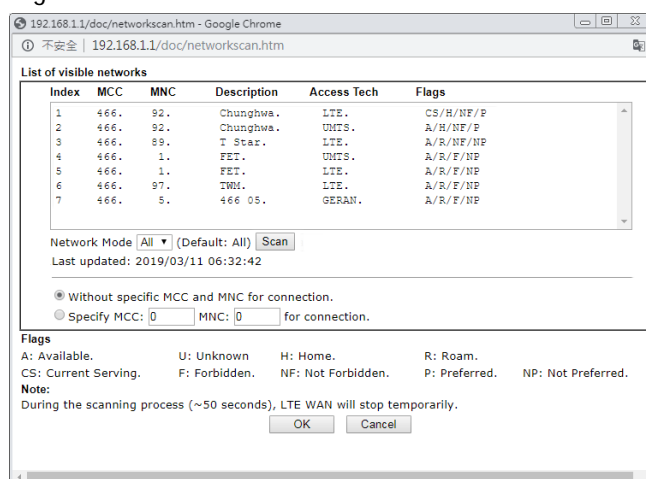 192.168.1.1/doc/networkscan.htm - Google Chrome
不安全 | 192.168.1.1/doc/networkscan.htm
List of visible networks
Index MCC MNC Description Access Tech Flags
1 466. 92. Chunghwa. LTE. CS/H/NF/P
2 466. 92. Chunghwa. UMTS. A/H/NF/P
3 466. 89. T Star. LTE. A/R/NF/NP
4 466. 1. FET. UMTS. A/R/F/NP
5 466. 1. FET. LTE. A/R/F/NP
6 466. 97. TWM. LTE. A/R/F/NP
7 466. 5. 466 05. GERAN. A/R/F/NP
Network Mode All (Default: All) Scan
Last updated: 2019/03/11 06:32:42
Without specific MCC and MNC for connection.
Specify MCC: 0 MNC: 0 for connection.
Flags
A: Available. U: Unknown H: Home. R: Roam.
CS: Current Serving. F: Forbidden. NF: Not Forbidden. P: Preferred. NP: Not Preferred.
Note:
During the scanning process (~50 seconds), LTE WAN will stop temporarily.
OK Cancel